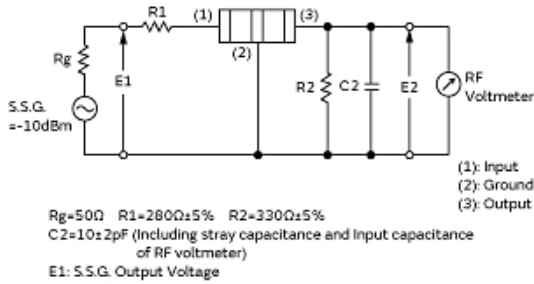 R1
(1)
(3)
(2)
Rg
E1
R2
C2
E2
RF
Voltmeter
S.S.G.
=-10dBm
(1): Input
(2): Ground
(3): Output
Rg=50Ω R1=280Ω±5% R2=330Ω±5%
C2=10±2pF (Including stray capacitance and Input capacitance
of RF voltmeter)
E1: S.S.G. Output Voltage